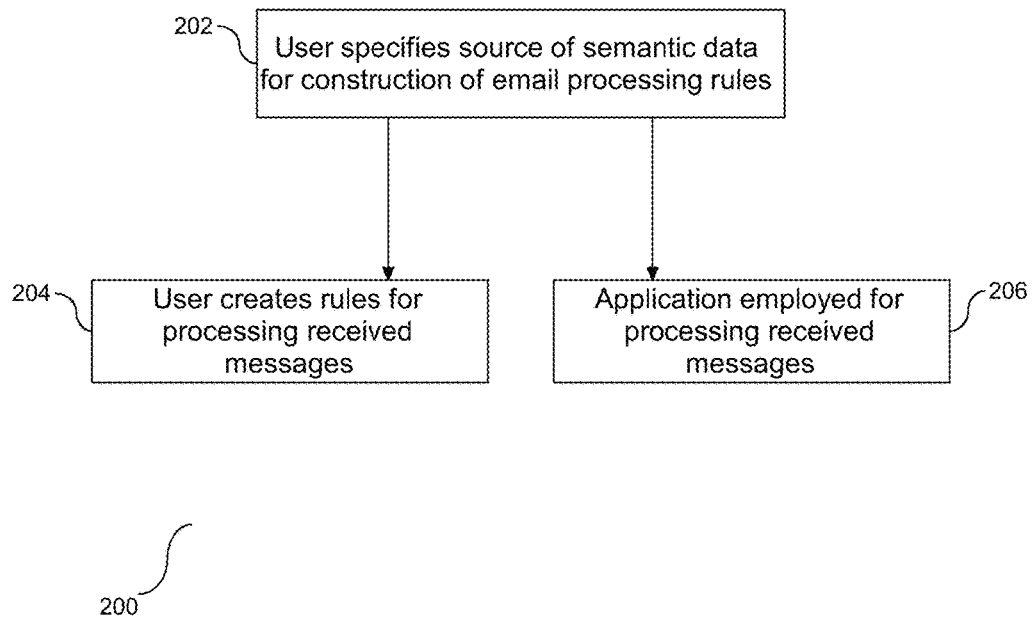 202
User specifies source of semantic data
for construction of email processing rules
204
User creates rules for
processing received
messages
Application employed for
processing received
messages
206
200